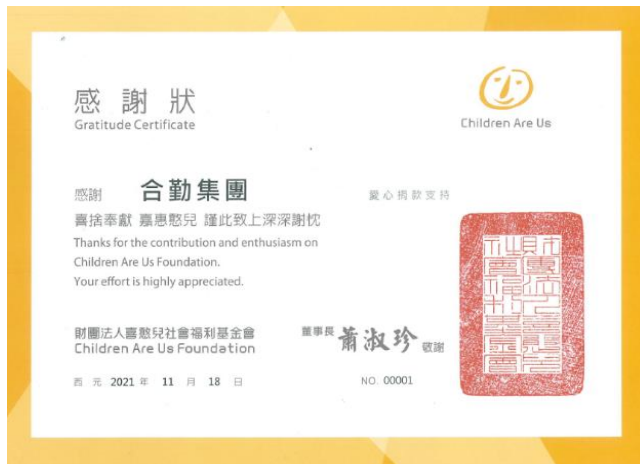 感謝狀
Gratitude Certificate
Children Are Us
感謝 合勤集團 愛心捐款支持
喜捨奉獻 嘉惠憨兒 謹此致上深深謝忱
Thanks for the contribution and enthusiasm on
Children Are Us Foundation.
Your effort is highly appreciated.
財團法人喜憨兒社會福利基金會
Children Are Us Foundation
董事長 蕭淑珍 敬謝
西元 2021 年 11 月 18 日
NO. 00001